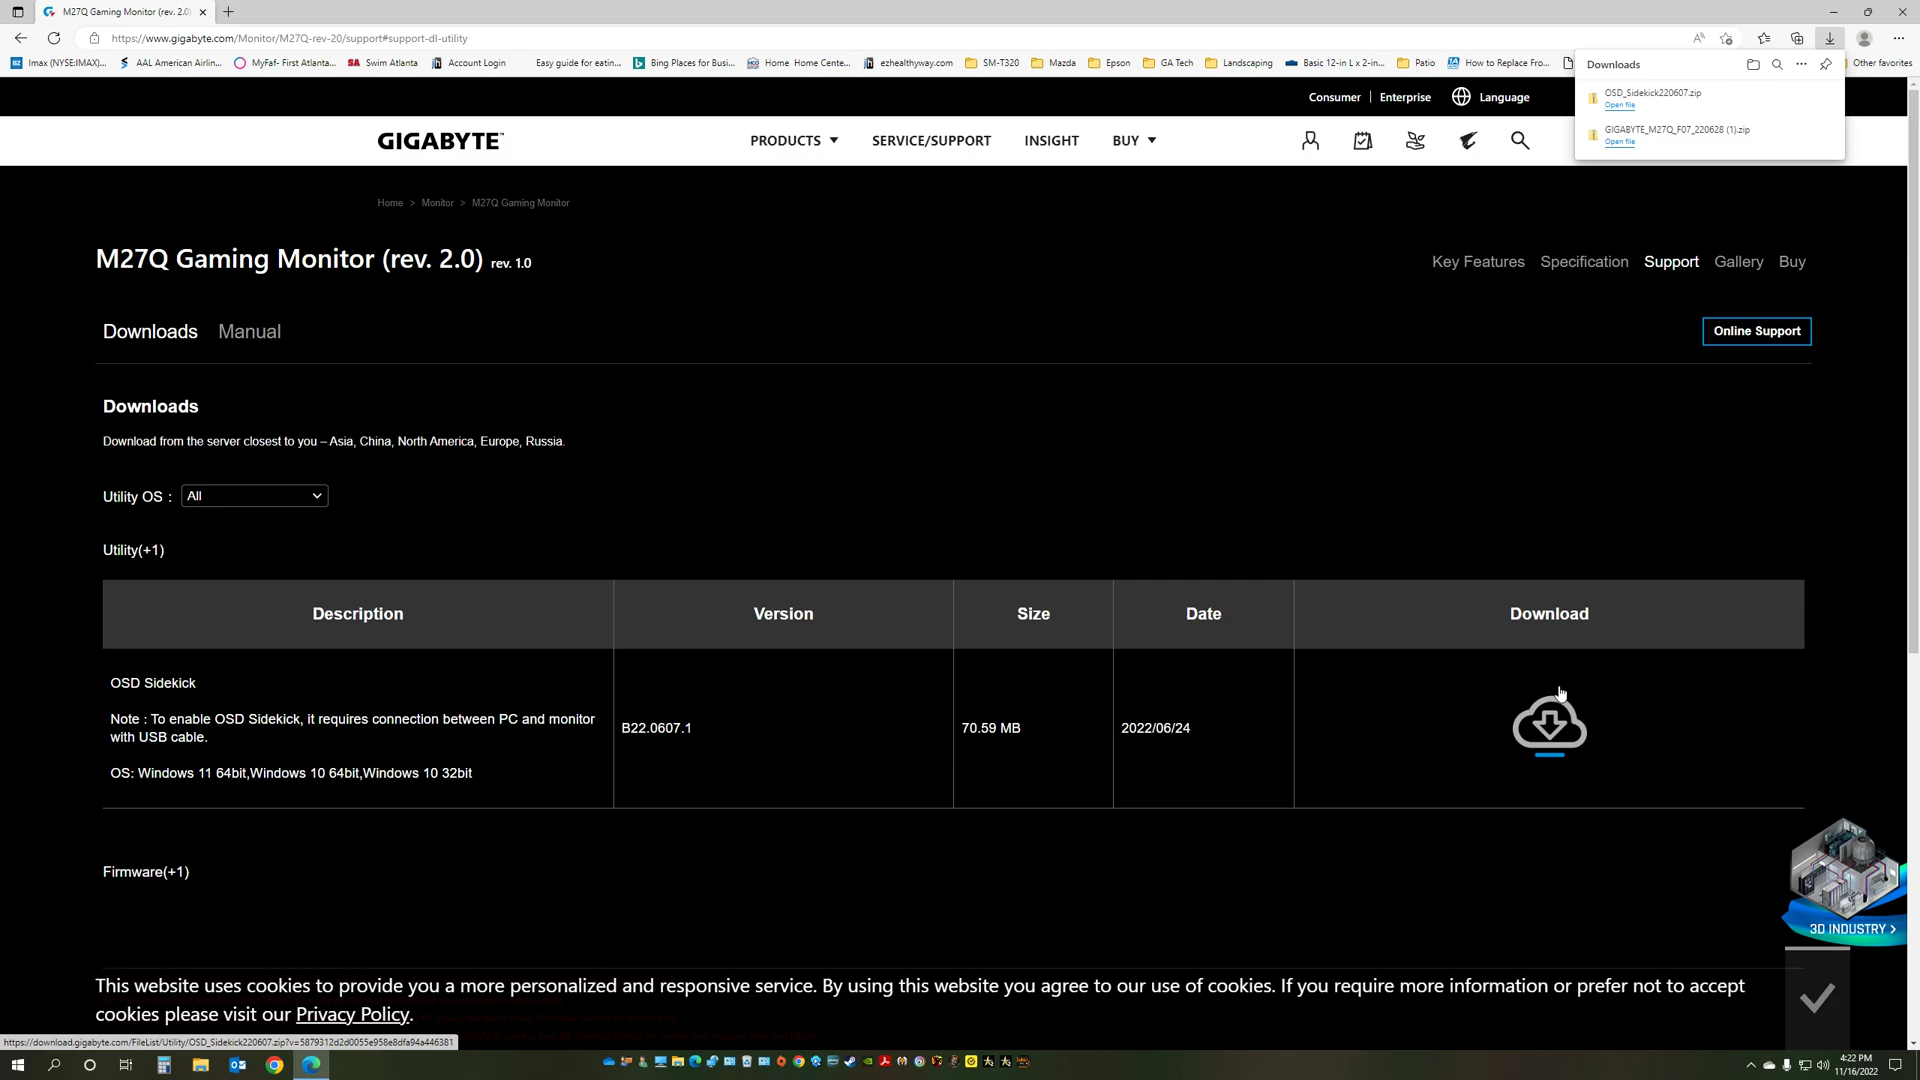 M27Q Gaming Monitor (rev. 2.0)
https://www.gigabyte.com/Monitor/M27Q-rev-20/support#support-dl-utility
Imax (NYSE:IMAX)...
AAL American Airlin...
MyFaf- First Atlanta...
Swim Atlanta
Account Login
Easy guide for eatin...
Bing Places for Busi...
Home Home Cente...
ezhealthyway.com
SM-T320
Mazda
Epson
GA Tech
Landscaping
Basic 12-in L x 2-in...
Patio
How to Replace Fro...
Other favorites
Downloads
OSD_Sidekick220607.zip
Open file
GIGABYTE_M27Q_F07_220628 (1).zip
Open file
Consumer | Enterprise Language
GIGABYTE™
PRODUCTS
SERVICE/SUPPORT
INSIGHT
BUY
Home > Monitor > M27Q Gaming Monitor
M27Q Gaming Monitor (rev. 2.0) rev. 1.0
Key Features Specification Support Gallery Buy
Downloads Manual
Online Support
Downloads
Download from the server closest to you – Asia, China, North America, Europe, Russia.
Utility OS : All
Utility(+1)
Description Version Size Date Download
OSD Sidekick
Note : To enable OSD Sidekick, it requires connection between PC and monitor
with USB cable.
OS: Windows 11 64bit,Windows 10 64bit,Windows 10 32bit
B22.0607.1
70.59 MB
2022/06/24
Firmware(+1)
3D INDUSTRY >
This website uses cookies to provide you a more personalized and responsive service. By using this website you agree to our use of cookies. If you require more information or prefer not to accept
cookies please visit our Privacy Policy.
https://download.gigabyte.com/FileList/Utility/OSD_Sidekick220607.zip?v=5879312d2d0055e958e8dfa94a446381
4:22 PM
11/16/2022